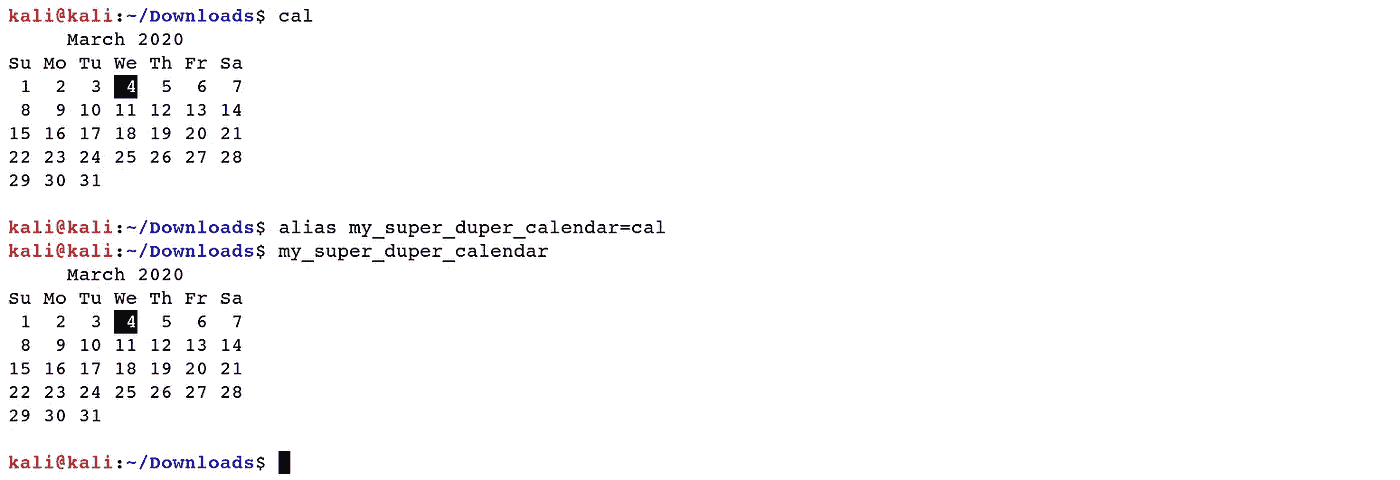 kali@kali:~/Downloads$ cal
     March 2020
Su Mo Tu We Th Fr Sa
 1  2  3  4  5  6  7
 8  9 10 11 12 13 14
15 16 17 18 19 20 21
22 23 24 25 26 27 28
29 30 31
kali@kali:~/Downloads$ alias my_super_duper_calendar=cal
kali@kali:~/Downloads$ my_super_duper_calendar
     March 2020
Su Mo Tu We Th Fr Sa
 1  2  3  4  5  6  7
 8  9 10 11 12 13 14
15 16 17 18 19 20 21
22 23 24 25 26 27 28
29 30 31
kali@kali:~/Downloads$